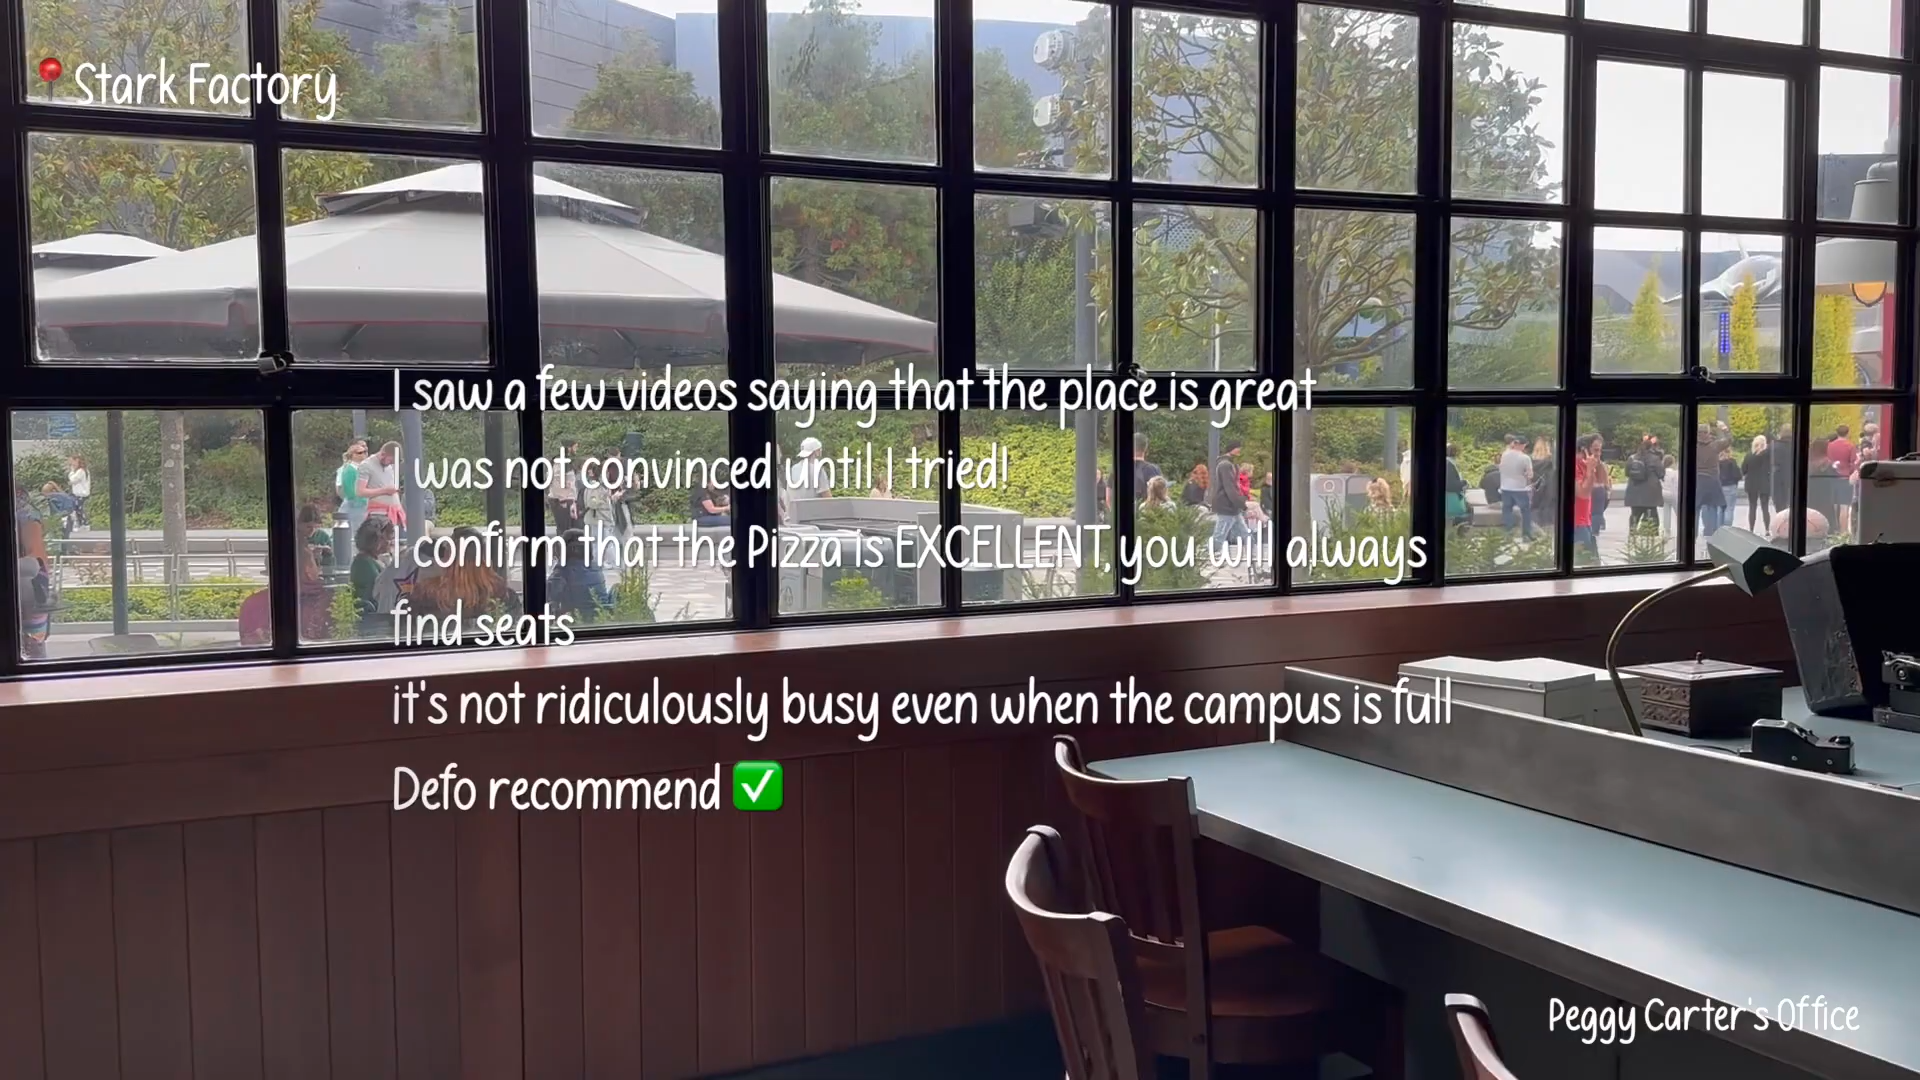 📍Stark Factory
I saw a few videos saying that the place is great
I was not convinced until I tried!
I confirm that the Pizza is EXCELLENT, you will always
find seats
it's not ridiculously busy even when the campus is full
Defo recommend ✅
Peggy Carter's Office